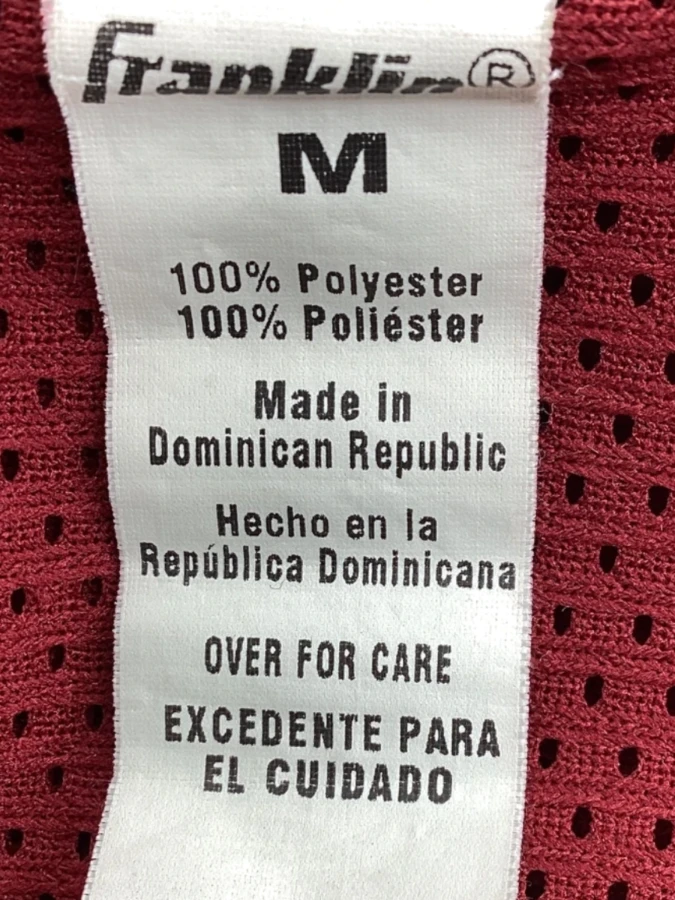 Franklin®
M
100% Polyester
100% Poliéster
Made in
Dominican Republic
Hecho en la
República Dominicana
OVER FOR CARE
EXCEDENTE PARA
EL CUIDADO